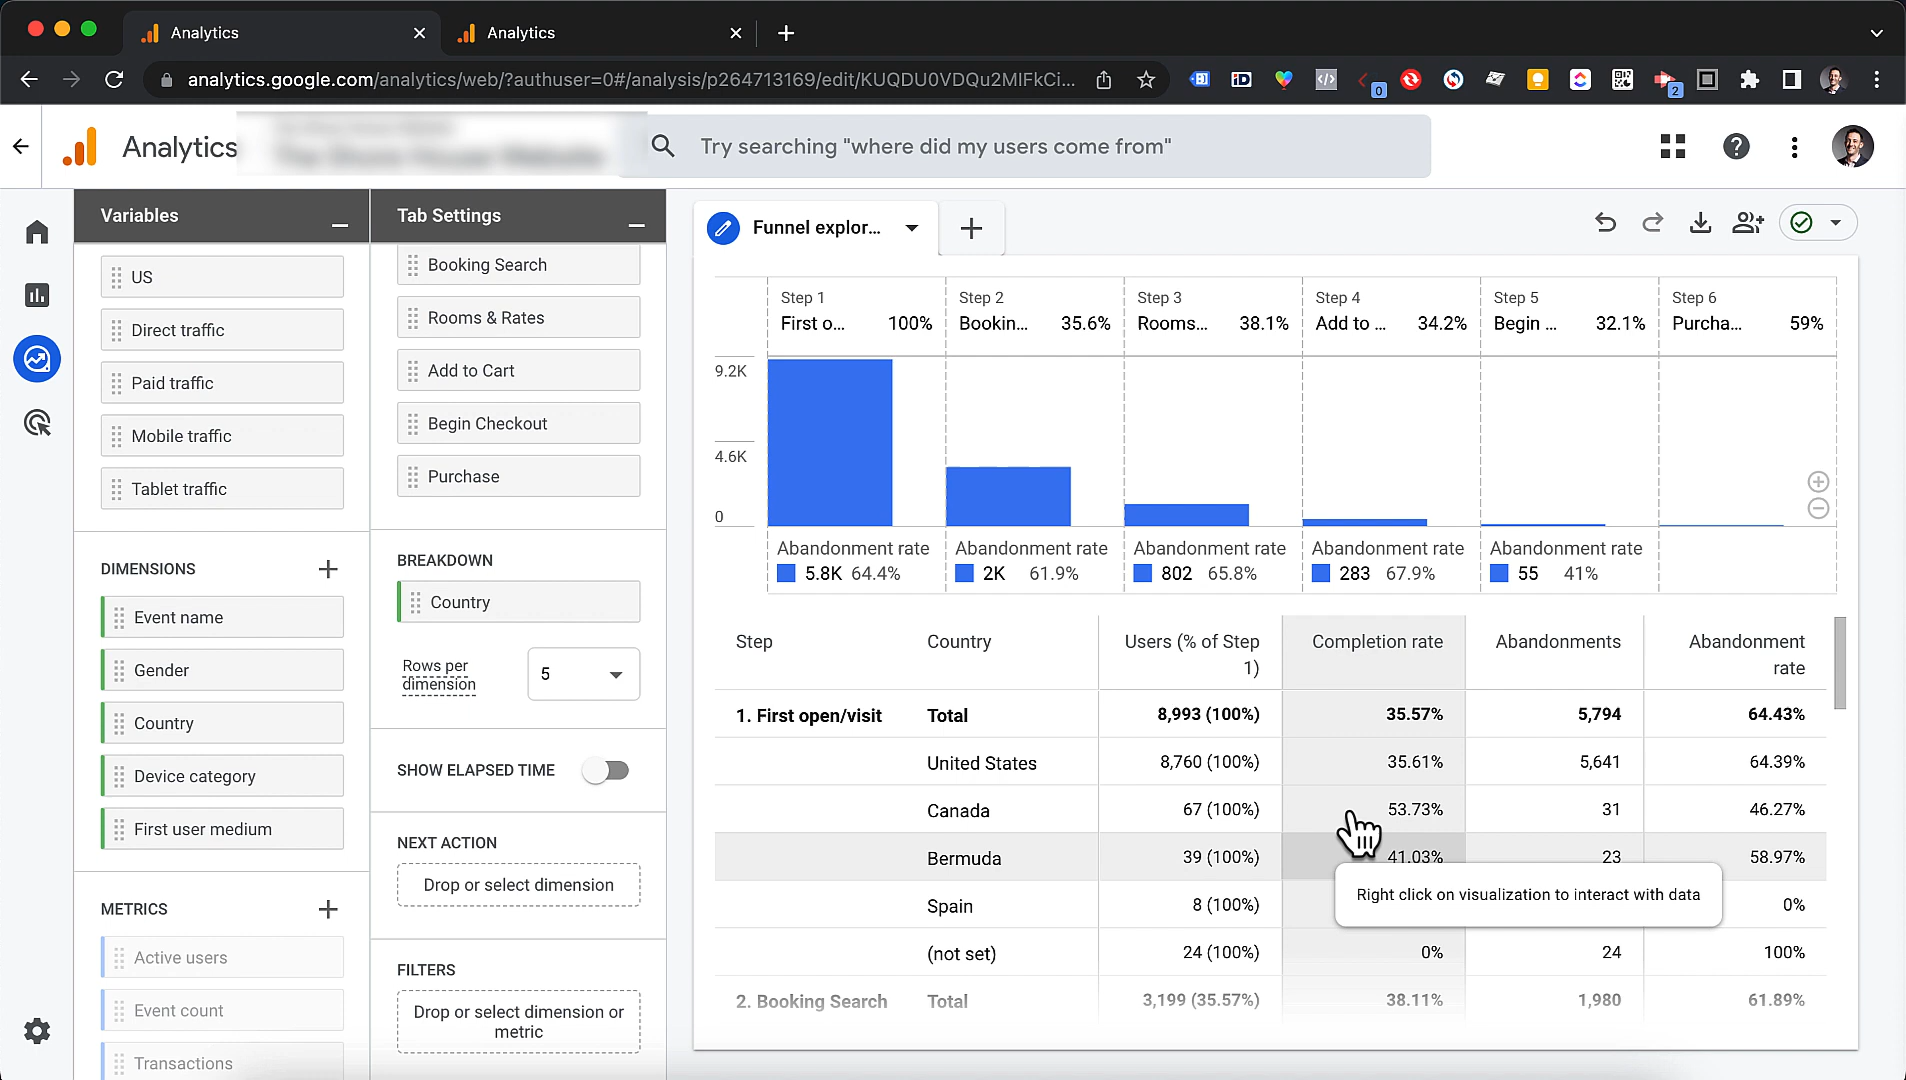 Analytics
Analytics
analytics.google.com/analytics/web/?authuser=0#/analysis/p264713169/edit/KUQDU0VDQu2MIFkCi...
0
2
Analytics
Try searching "where did my users come from"
Variables
US
Direct traffic
Paid traffic
Mobile traffic
Tablet traffic
DIMENSIONS
Event name
Gender
Country
Device category
First user medium
METRICS
Active users
Event count
Transactions
Tab Settings
Booking Search
Rooms & Rates
Add to Cart
Begin Checkout
Purchase
BREAKDOWN
Country
Rows per
dimension
5
SHOW ELAPSED TIME
NEXT ACTION
Drop or select dimension
FILTERS
Drop or select dimension or
metric
Funnel explor...
Step 1 Step 2 Step 3 Step 4 Step 5 Step 6
First o... 100% Bookin... 35.6% Rooms... 38.1% Add to ... 34.2% Begin ... 32.1% Purcha... 59%
9.2K
4.6K
0
Abandonment rate Abandonment rate Abandonment rate Abandonment rate Abandonment rate
5.8K 64.4% 2K 61.9% 802 65.8% 283 67.9% 55 41%
Step Country Users (% of Step Completion rate Abandonments Abandonment
1) rate
1. First open/visit Total 8,993 (100%) 35.57% 5,794 64.43%
United States 8,760 (100%) 35.61% 5,641 64.39%
Canada 67 (100%) 53.73% 31 46.27%
Bermuda 39 (100%) 41.03% 23 58.97%
Right click on visualization to interact with data
Spain 8 (100%) 0%
(not set) 24 (100%) 0% 24 100%
2. Booking Search Total 3,199 (35.57%) 38.11% 1,980 61.89%